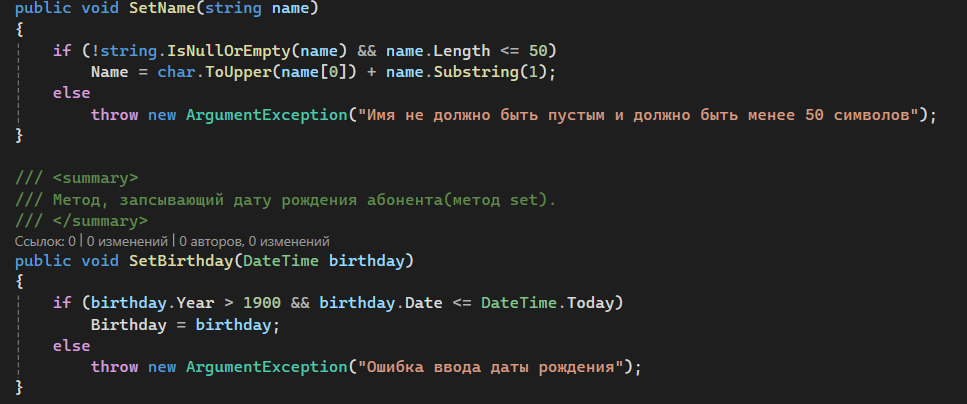 public void SetName(string name)
{
if (!string.IsNullOrEmpty(name) && name.Length <= 50)
Name = char.ToUpper(name[0]) + name.Substring(1);
else
throw new ArgumentException("Имя не должно быть пустым и должно быть менее 50 символов");
}
/// <summary>
/// Метод, запсывающий дату рождения абонента(метод set).
/// </summary>
Ссылок: 0 | 0 изменений | 0 авторов, 0 изменений
public void SetBirthday(DateTime birthday)
{
if (birthday.Year > 1900 && birthday.Date <= DateTime.Today)
Birthday = birthday;
else
throw new ArgumentException("Ошибка ввода даты рождения");
}